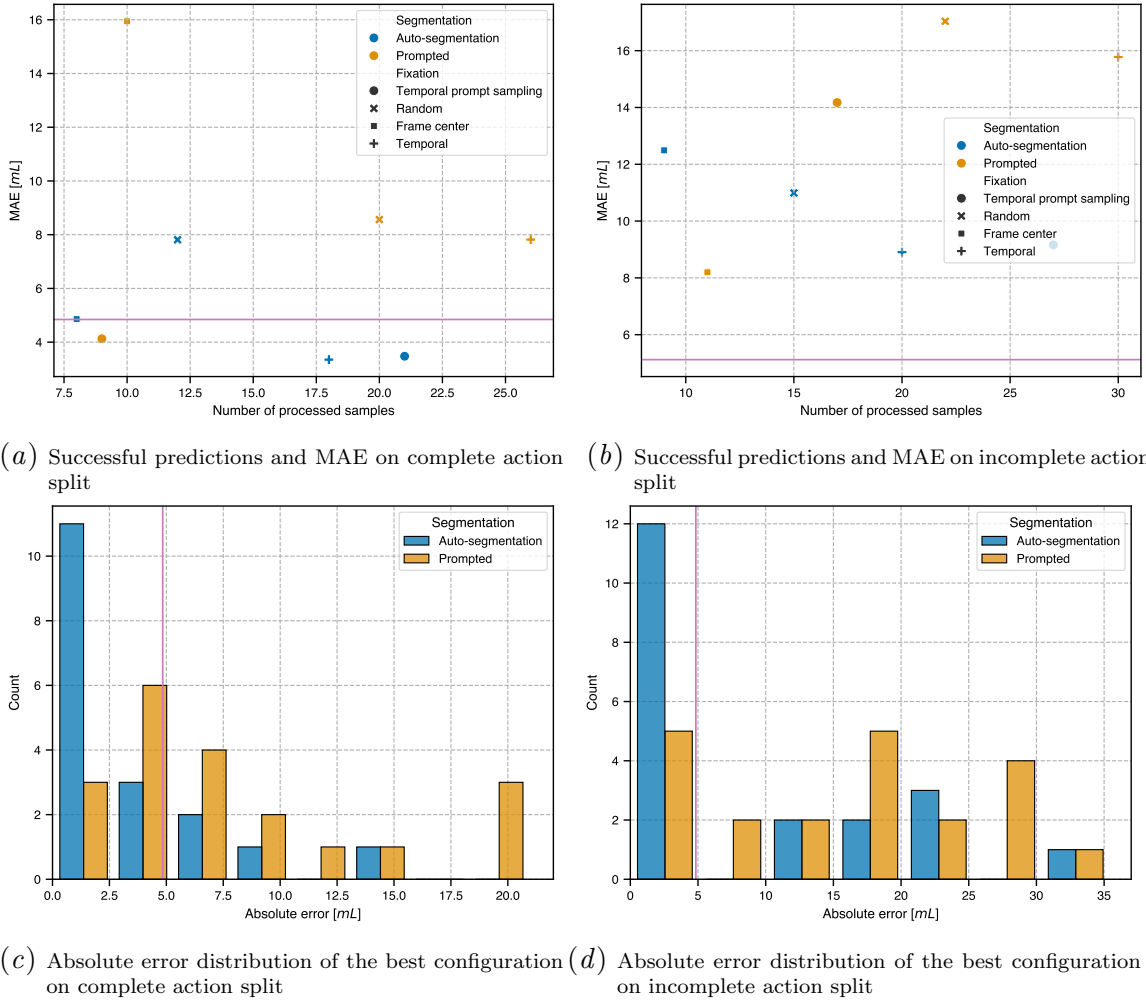 16
14
12
10
8
6
4
MAE [mL]
7.5 10.0 12.5 15.0 17.5 20.0 22.5 25.0
Number of processed samples
Segmentation
Auto-segmentation
Prompted
Fixation
Temporal prompt sampling
Random
Frame center
Temporal
(a) Successful predictions and MAE on complete action
split
16
14
12
10
8
6
MAE [mL]
10 15 20 25 30
Number of processed samples
Segmentation
Auto-segmentation
Prompted
Fixation
Temporal prompt sampling
Random
Frame center
Temporal
(b) Successful predictions and MAE on incomplete action
split
10
8
6
4
2
0
Count
0.0 2.5 5.0 7.5 10.0 12.5 15.0 17.5 20.0
Absolute error [mL]
Segmentation
Auto-segmentation
Prompted
(c) Absolute error distribution of the best configuration
on complete action split
12
10
8
6
4
2
0
Count
0 5 10 15 20 25 30 35
Absolute error [mL]
Segmentation
Auto-segmentation
Prompted
(d) Absolute error distribution of the best configuration
on incomplete action split